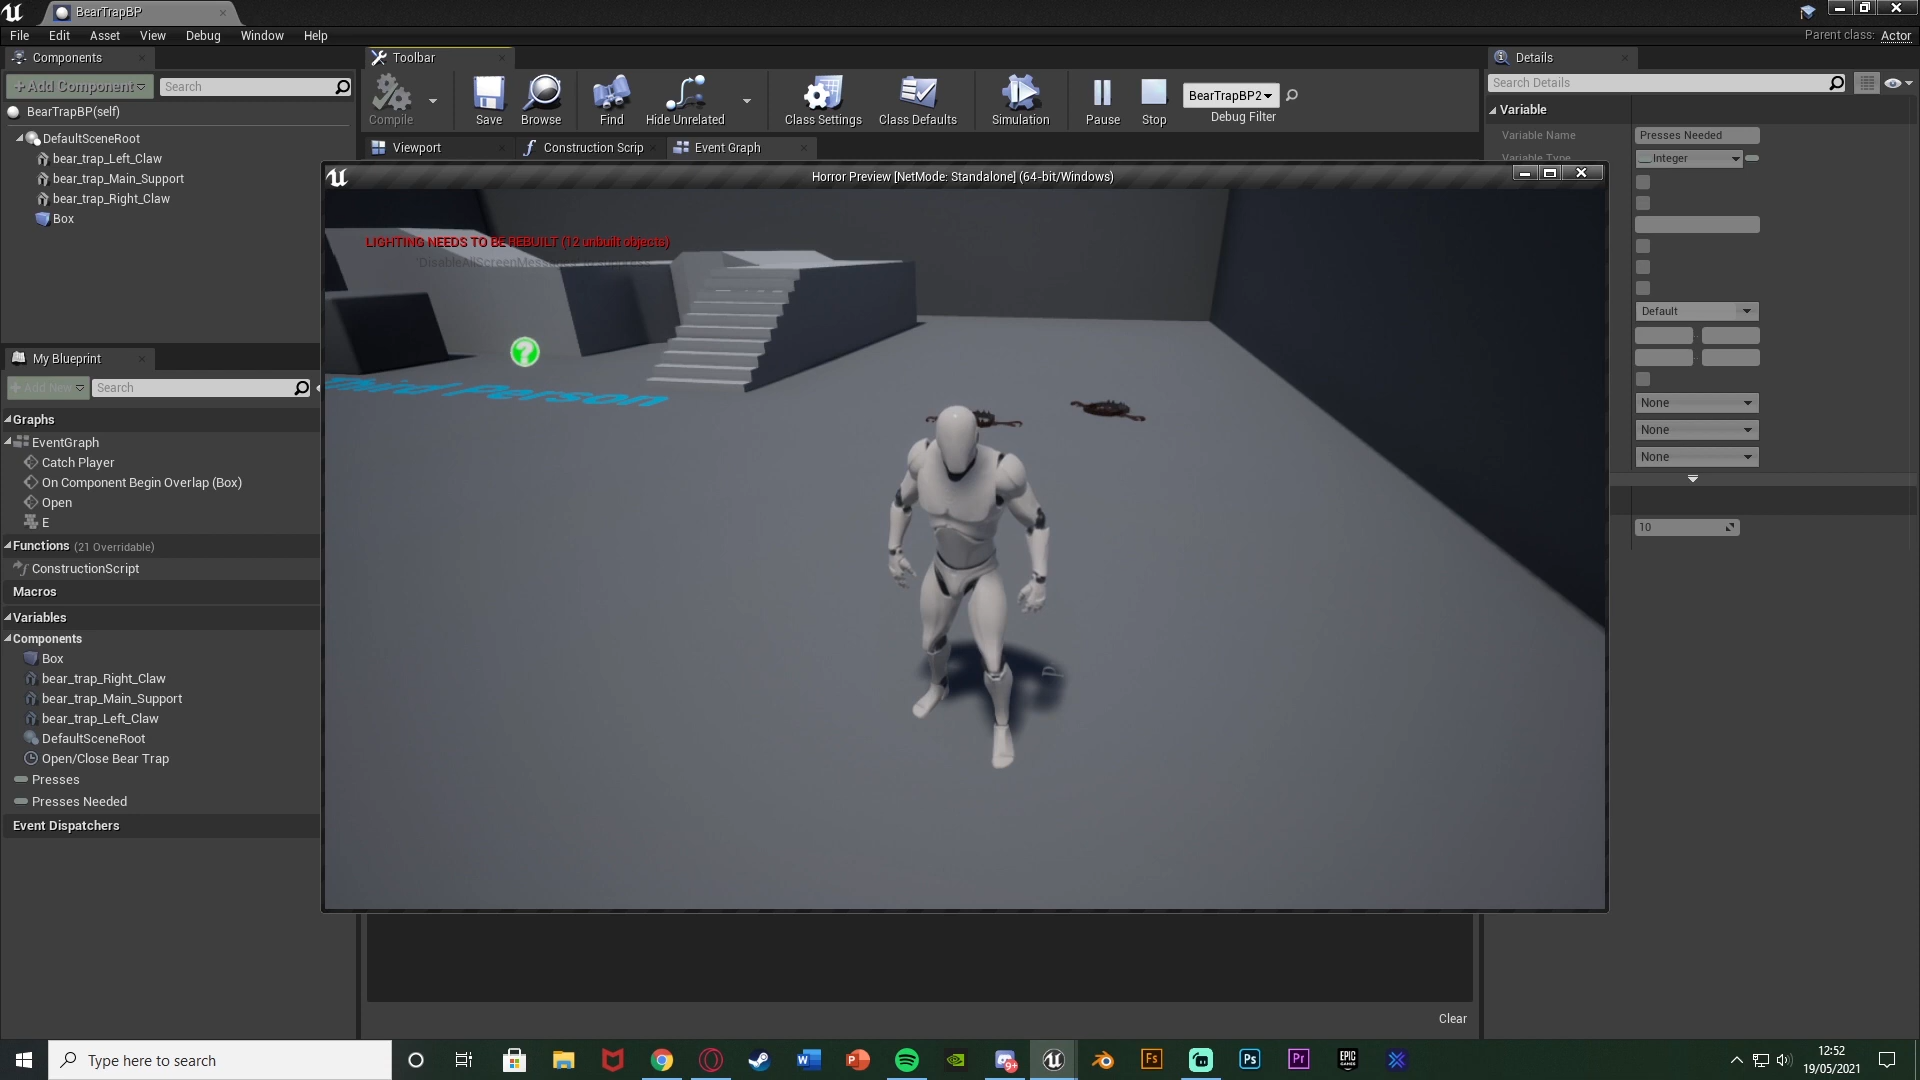 BearTrapBP
File Edit Asset View Debug Window Help
Parent class: Actor
Components
Toolbar
Details
+Add Component
Search
Search Details
BearTrapBP(self)
DefaultSceneRoot
bear_trap_Left_Claw
bear_trap_Main_Support
bear_trap_Right_Claw
Box
Compile
Save
Browse
Find
Hide Unrelated
Class Settings
Class Defaults
Simulation
Pause
Stop
BearTrapBP2
Debug Filter
Viewport
Construction Scrip
Event Graph
Variable
Variable Name
Presses Needed
Variable Type
Integer
Default
None
None
None
10
Horror Preview [NetMode: Standalone] (64-bit/Windows)
LIGHTING NEEDS TO BE REBUILT (12 unbuilt objects)
Third Person
My Blueprint
+Add New
Search
Graphs
EventGraph
Catch Player
On Component Begin Overlap (Box)
Open
E
Functions (21 Overridable)
ConstructionScript
Macros
Variables
Components
Box
bear_trap_Right_Claw
bear_trap_Main_Support
bear_trap_Left_Claw
DefaultSceneRoot
Open/Close Bear Trap
Presses
Presses Needed
Event Dispatchers
Clear
Type here to search
12:52
19/05/2021